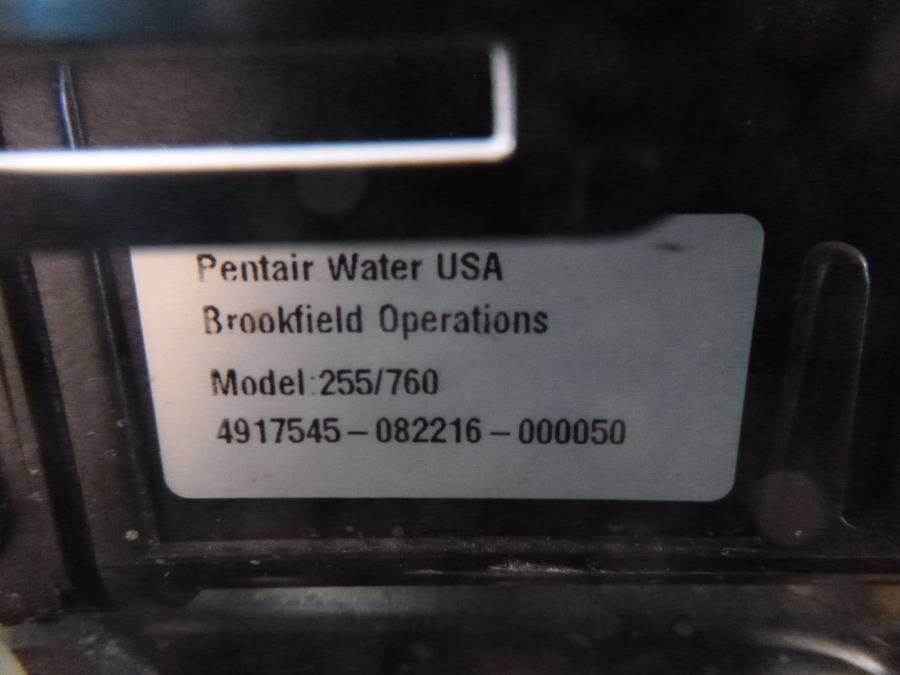 Pentair Water USA
Brookfield Operations
Model:255/760
4917545-082216-000050